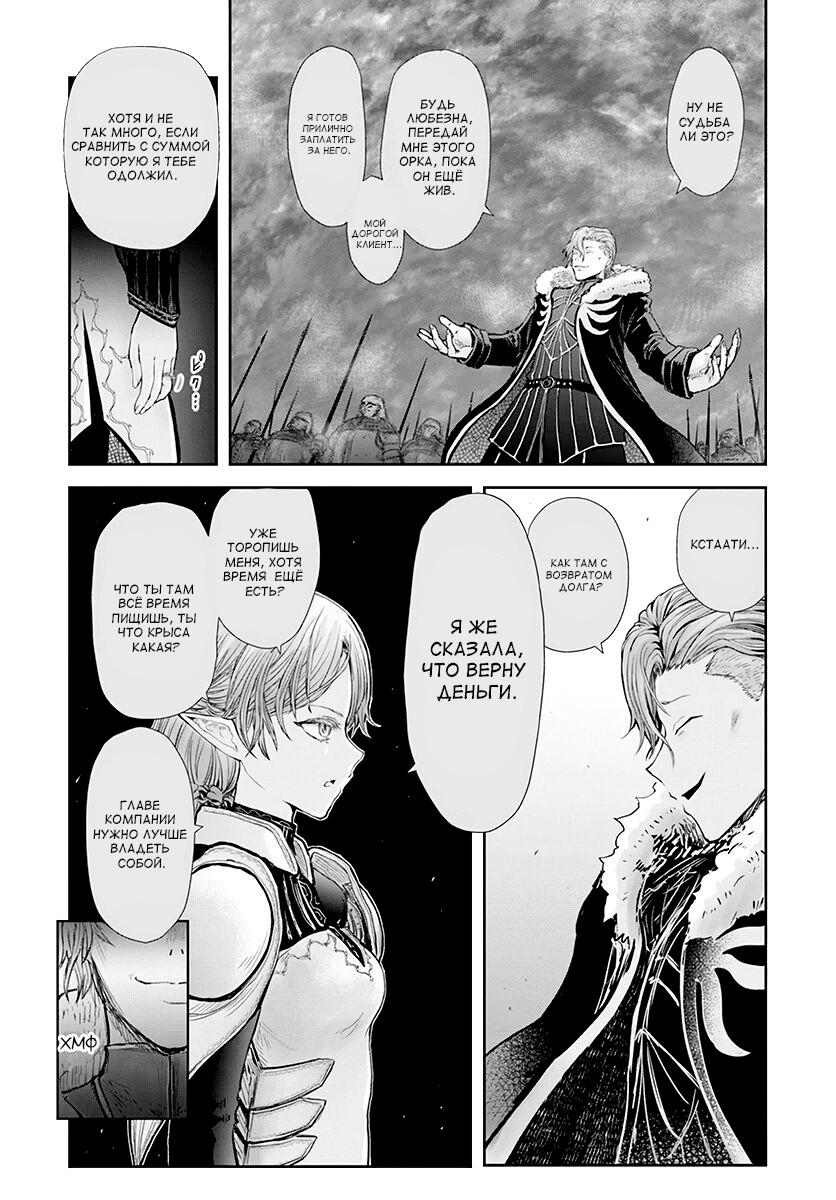 НУ НЕ
СУДЬБА
ЛИ ЭТО?
БУДЬ
ЛЮБЕЗНА,
ПЕРЕДАЙ
МНЕ ЭТОГО
ОРКА, ПОКА
ОН ЕЩЁ
ЖИВ.
МОЙ
ДОРОГОЙ
КЛИЕНТ...
Я ГОТОВ
ПРИЛИЧНО
ЗАПЛАТИТЬ
ЗА НЕГО.
ХОТЯ И НЕ
ТАК МНОГО, ЕСЛИ
СРАВНИТЬ С СУММОЙ
КОТОРУЮ Я ТЕБЕ
ОДОЛЖИЛ.
ピク…
КСТААТИ...
КАК ТАМ С
ВОЗВРАТОМ
ДОЛГА?
Я ЖЕ
СКАЗАЛА,
ЧТО ВЕРНУ
ДЕНЬГИ.
УЖЕ
ТОРОПИШЬ
МЕНЯ, ХОТЯ
ВРЕМЯ ЕЩЁ
ЕСТЬ?
ЧТО ТЫ ТАМ
ВСЁ ВРЕМЯ
ПИЩИШЬ, ТЫ
ЧТО КРЫСА
КАКАЯ?
ГЛАВЕ
КОМПАНИИ
НУЖНО ЛУЧШЕ
ВЛАДЕТЬ
СОБОЙ.
ХМФ